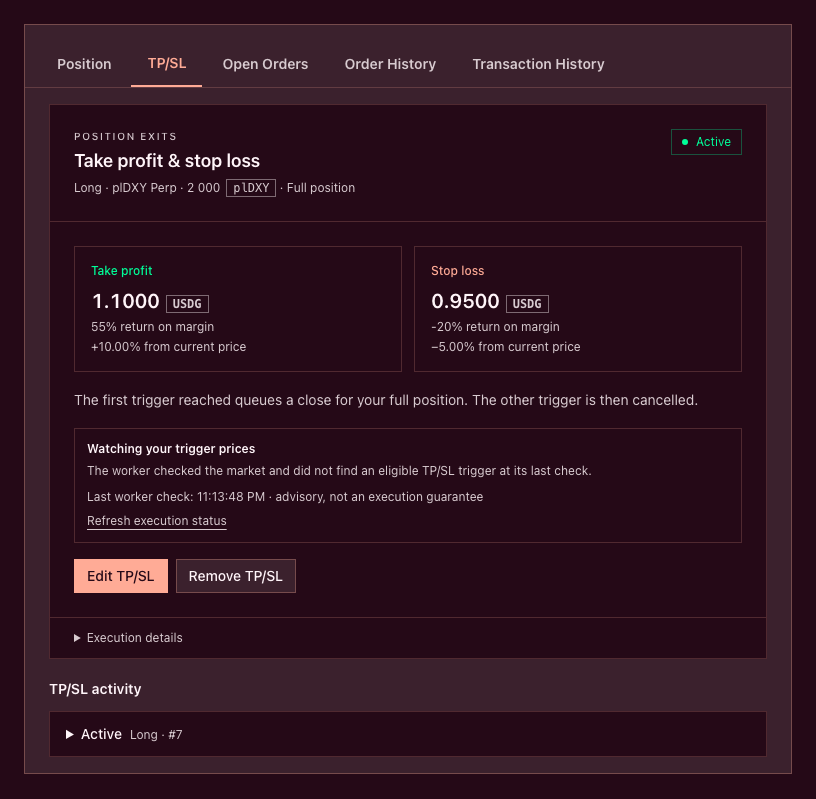 Position TP/SL Open Orders Order History Transaction History
POSITION EXITS
Active
Take profit & stop loss
Long · plDXY Perp · 2 000 plDXY · Full position
Take profit
1.1000 USDG
55% return on margin
+10.00% from current price
Stop loss
0.9500 USDG
-20% return on margin
−5.00% from current price
The first trigger reached queues a close for your full position. The other trigger is then cancelled.
Watching your trigger prices
The worker checked the market and did not find an eligible TP/SL trigger at its last check.
Last worker check: 11:13:48 PM · advisory, not an execution guarantee
Refresh execution status
Edit TP/SL Remove TP/SL
Execution details
TP/SL activity
Active Long · #7